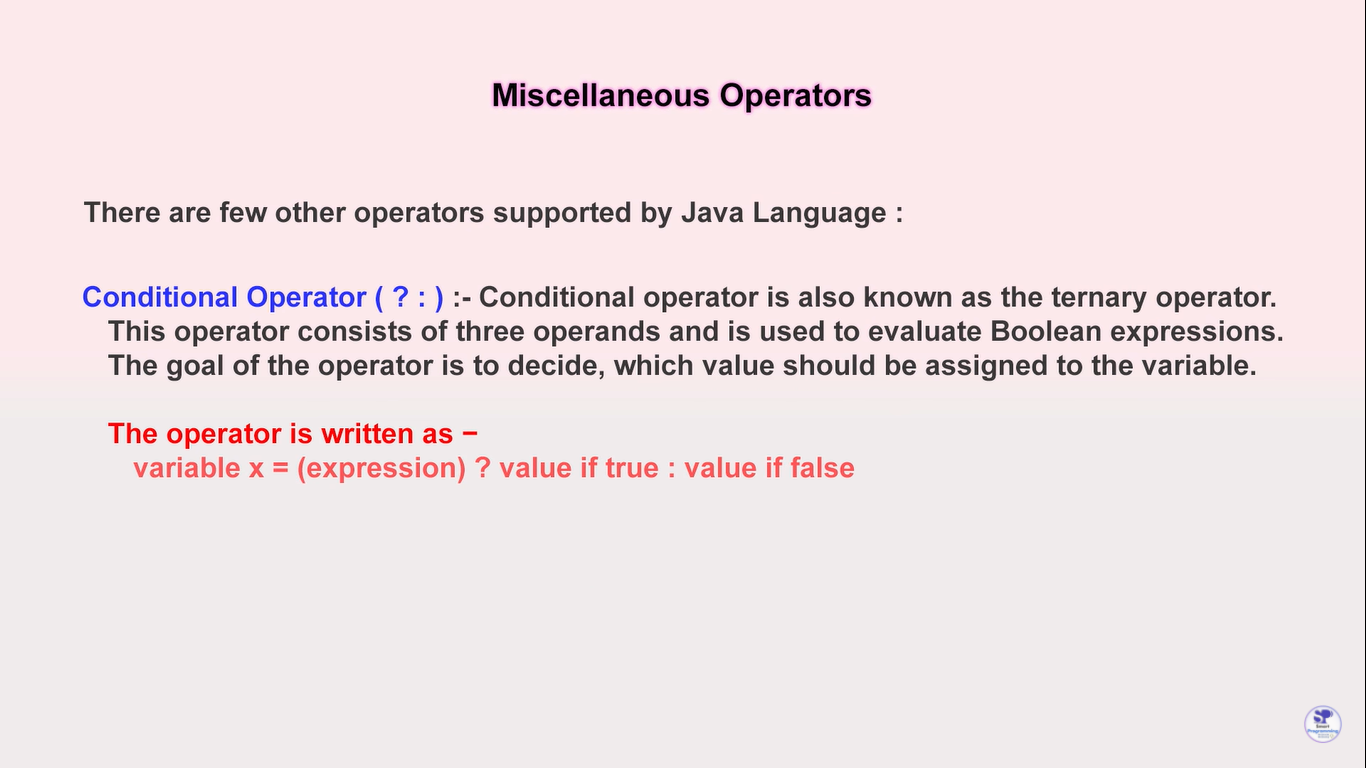 Miscellaneous Operators
There are few other operators supported by Java Language :
Conditional Operator ( ? : ) :- Conditional operator is also known as the ternary operator.
This operator consists of three operands and is used to evaluate Boolean expressions.
The goal of the operator is to decide, which value should be assigned to the variable.
The operator is written as −
variable x = (expression) ? value if true : value if false
SP
Smart
Programming